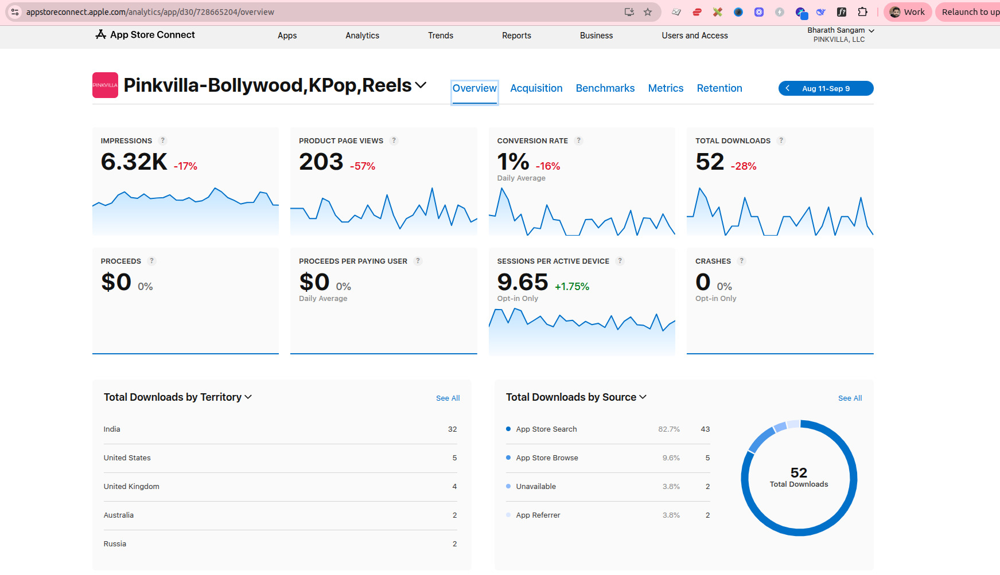 appstoreconnect.apple.com/analytics/app/d30/728665204/overview
Work
Relaunch to up
App Store Connect
Apps
Analytics
Trends
Reports
Business
Users and Access
Bharath Sangam
PINKVILLA, LLC
PINKVILLA
Pinkvilla-Bollywood,KPop,Reels
Overview
Acquisition
Benchmarks
Metrics
Retention
Aug 11-Sep 9
IMPRESSIONS ?
6.32K -17%
PRODUCT PAGE VIEWS ?
203 -57%
CONVERSION RATE ?
1% -16%
Daily Average
TOTAL DOWNLOADS ?
52 -28%
PROCEEDS ?
$0 0%
PROCEEDS PER PAYING USER ?
$0 0%
Daily Average
SESSIONS PER ACTIVE DEVICE ?
9.65 +1.75%
Opt-in Only
CRASHES ?
0 0%
Opt-in Only
Total Downloads by Territory
See All
India 32
United States 5
United Kingdom 4
Australia 2
Russia 2
Total Downloads by Source
See All
App Store Search 82.7% 43
App Store Browse 9.6% 5
Unavailable 3.8% 2
App Referrer 3.8% 2
52
Total Downloads